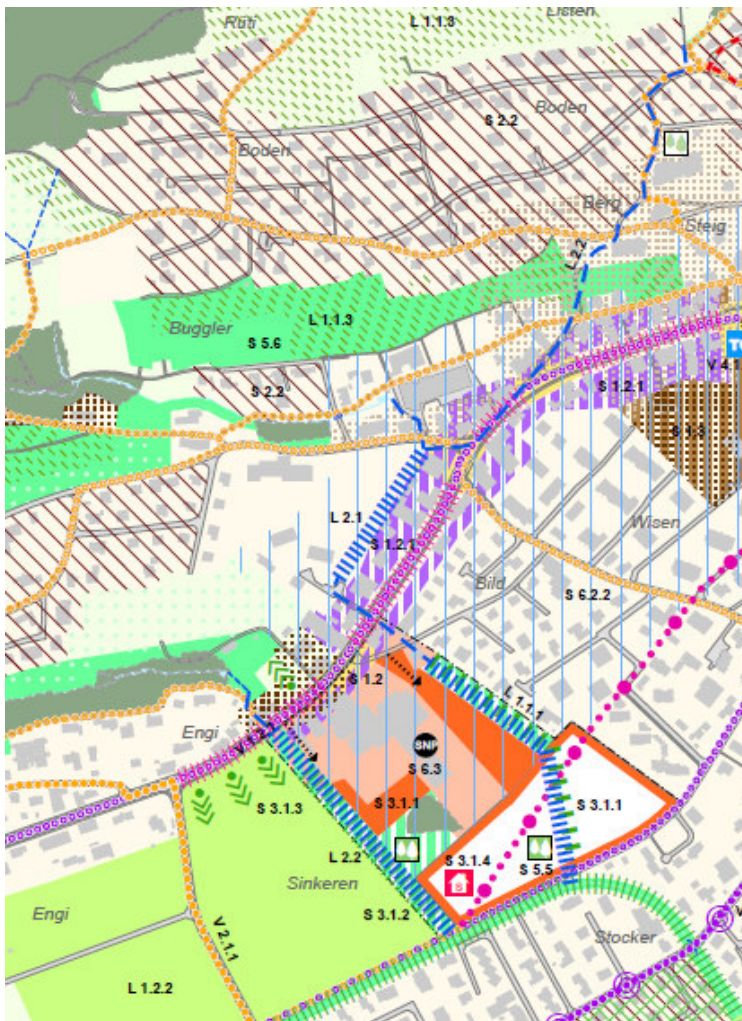 Rüti
L 1.1.3
Listen
Boden
S 2.2
Boden
Berg
Steig
L 2.2
L 1.1.3
Buggler
S 5.6
S 2.2
S 1.2.1
V 4.1
S 1.3
L 2.1
S 1.2.1
Wisen
Bild
S 6.2.2
S 1.2
L 1.1.1
Engi
SNP
S 6.3
S 3.1.3
S 3.1.1
S 3.1.1
L 2.2
S 3.1.4
S 5.5
S
Sinkeren
S 3.1.2
Engi
V 2.1.1
Stocker
L 1.2.2